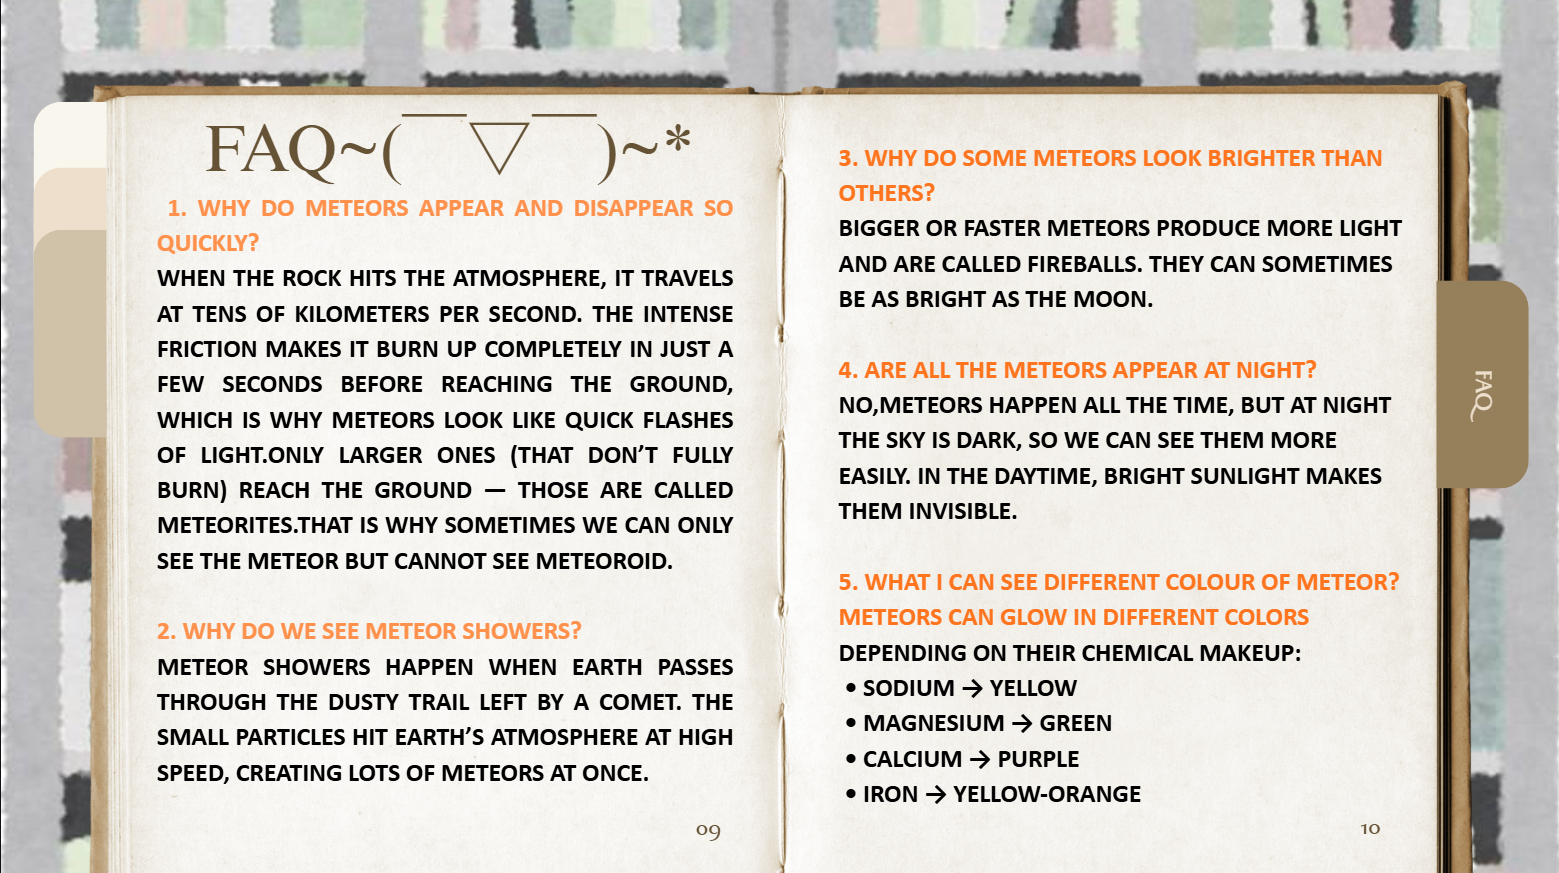 FAQ~(￣▽￣)~*
1. WHY DO METEORS APPEAR AND DISAPPEAR SO
QUICKLY?
WHEN THE ROCK HITS THE ATMOSPHERE, IT TRAVELS
AT TENS OF KILOMETERS PER SECOND. THE INTENSE
FRICTION MAKES IT BURN UP COMPLETELY IN JUST A
FEW SECONDS BEFORE REACHING THE GROUND,
WHICH IS WHY METEORS LOOK LIKE QUICK FLASHES
OF LIGHT.ONLY LARGER ONES (THAT DON’T FULLY
BURN) REACH THE GROUND — THOSE ARE CALLED
METEORITES.THAT IS WHY SOMETIMES WE CAN ONLY
SEE THE METEOR BUT CANNOT SEE METEOROID.
2. WHY DO WE SEE METEOR SHOWERS?
METEOR SHOWERS HAPPEN WHEN EARTH PASSES
THROUGH THE DUSTY TRAIL LEFT BY A COMET. THE
SMALL PARTICLES HIT EARTH’S ATMOSPHERE AT HIGH
SPEED, CREATING LOTS OF METEORS AT ONCE.
09
3. WHY DO SOME METEORS LOOK BRIGHTER THAN
OTHERS?
BIGGER OR FASTER METEORS PRODUCE MORE LIGHT
AND ARE CALLED FIREBALLS. THEY CAN SOMETIMES
BE AS BRIGHT AS THE MOON.
4. ARE ALL THE METEORS APPEAR AT NIGHT?
NO,METEORS HAPPEN ALL THE TIME, BUT AT NIGHT
THE SKY IS DARK, SO WE CAN SEE THEM MORE
EASILY. IN THE DAYTIME, BRIGHT SUNLIGHT MAKES
THEM INVISIBLE.
5. WHAT I CAN SEE DIFFERENT COLOUR OF METEOR?
METEORS CAN GLOW IN DIFFERENT COLORS
DEPENDING ON THEIR CHEMICAL MAKEUP:
• SODIUM → YELLOW
• MAGNESIUM → GREEN
• CALCIUM → PURPLE
• IRON → YELLOW-ORANGE
10
FAQ